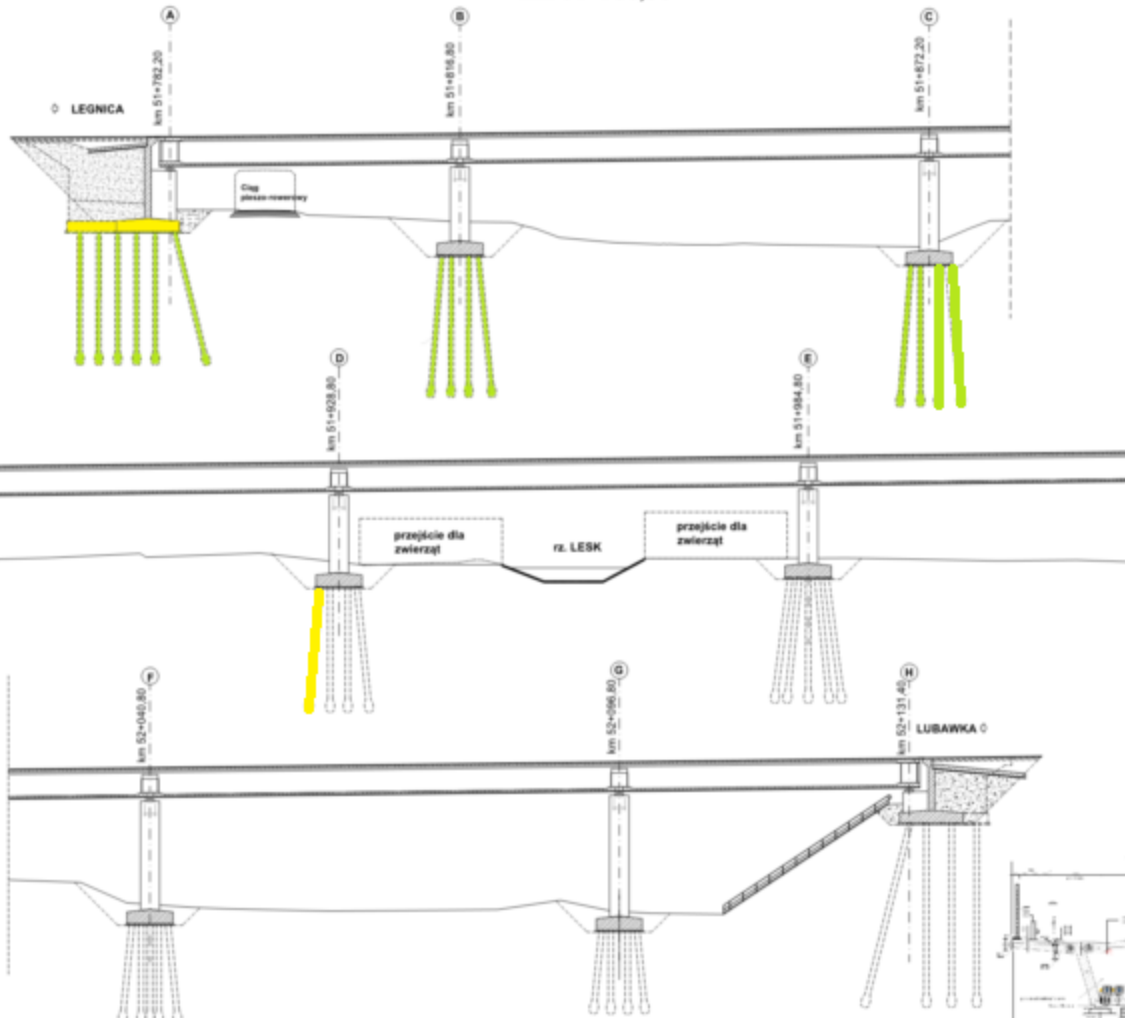 A
B
C
km 51+782,20
km 51+816,80
km 51+872,20
LEGNICA
Ciąg
pieszo-rowerowy
D
E
km 51+928,80
km 51+984,80
przejście dla
zwierząt
rz. LESK
przejście dla
zwierząt
F
G
H
km 52+040,80
km 52+096,80
km 52+131,40
LUBAWKA